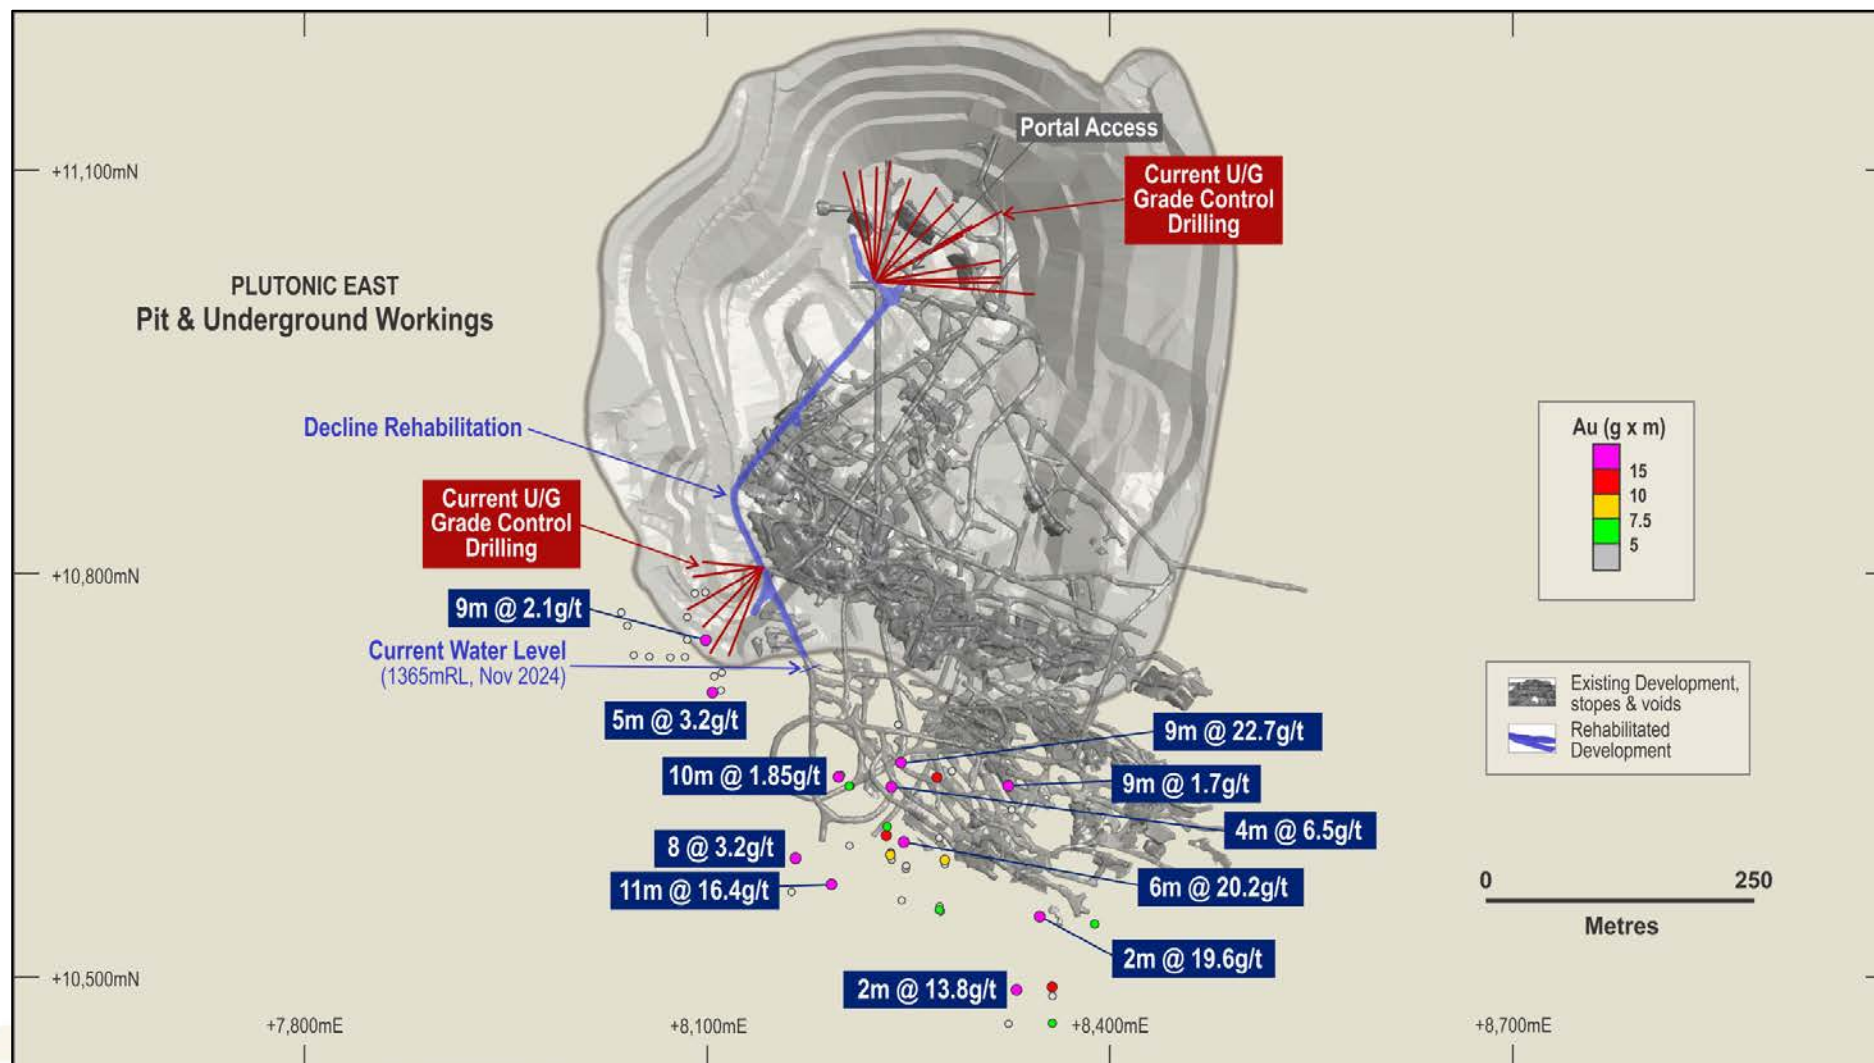 Portal Access
+11,100mN
Current U/G
Grade Control
Drilling
PLUTONIC EAST
Pit & Underground Workings
Decline Rehabilitation
Au (g x m)
15
10
7.5
5
Current U/G
Grade Control
Drilling
+10,800mN
9m @ 2.1g/t
Current Water Level
(1365mRL, Nov 2024)
Existing Development,
stopes & voids
Rehabilitated
Development
5m @ 3.2g/t
9m @ 22.7g/t
10m @ 1.85g/t
9m @ 1.7g/t
4m @ 6.5g/t
8 @ 3.2g/t
11m @ 16.4g/t
6m @ 20.2g/t
0
250
Metres
2m @ 19.6g/t
2m @ 13.8g/t
+10,500mN
+7,800mE
+8,100mE
+8,400mE
+8,700mE